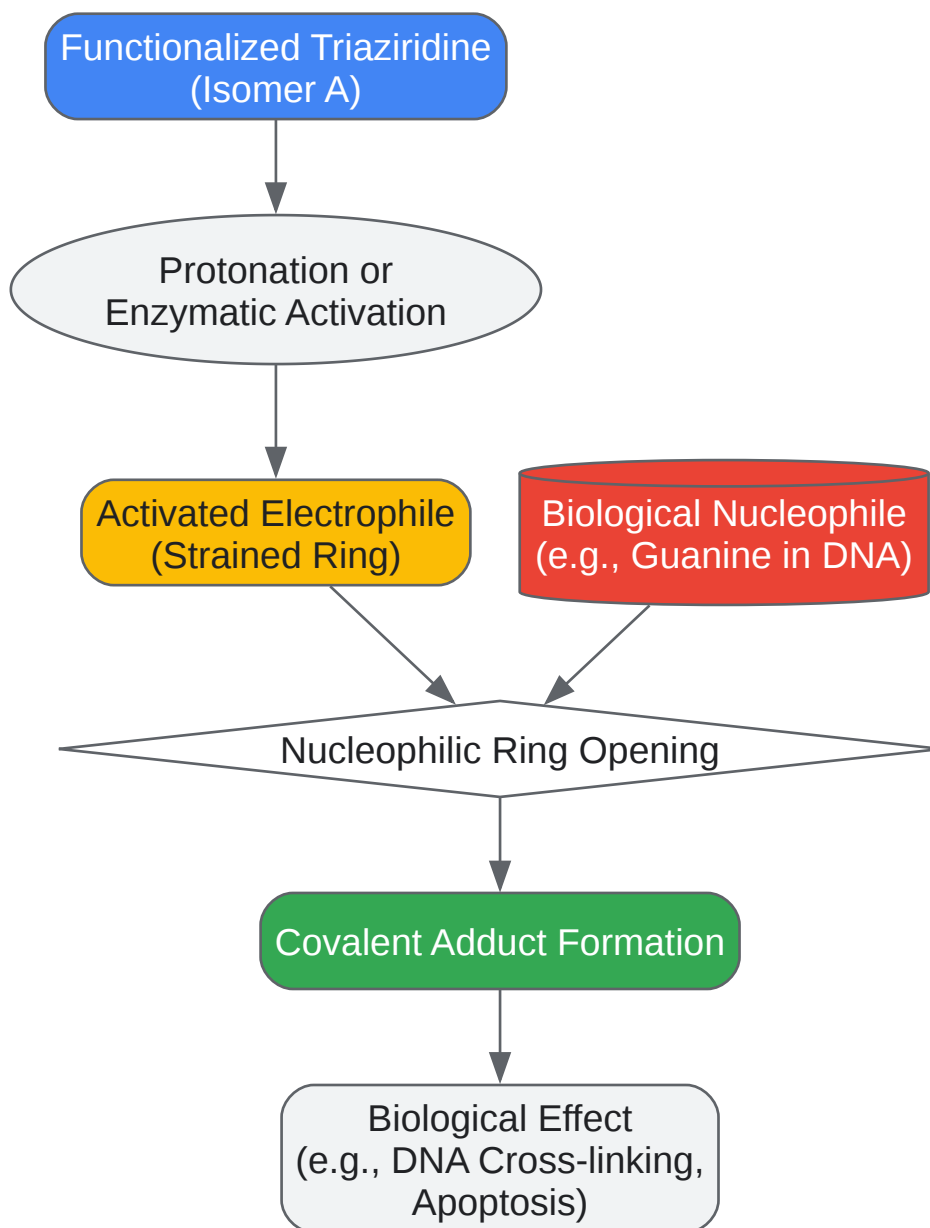 Functionalized Triaziridine
(Isomer A)
Protonation or
Enzymatic Activation
Activated Electrophile
(Strained Ring)
Biological Nucleophile
(e.g., Guanine in DNA)
Nucleophilic Ring Opening
Covalent Adduct Formation
Biological Effect
(e.g., DNA Cross-linking,
Apoptosis)